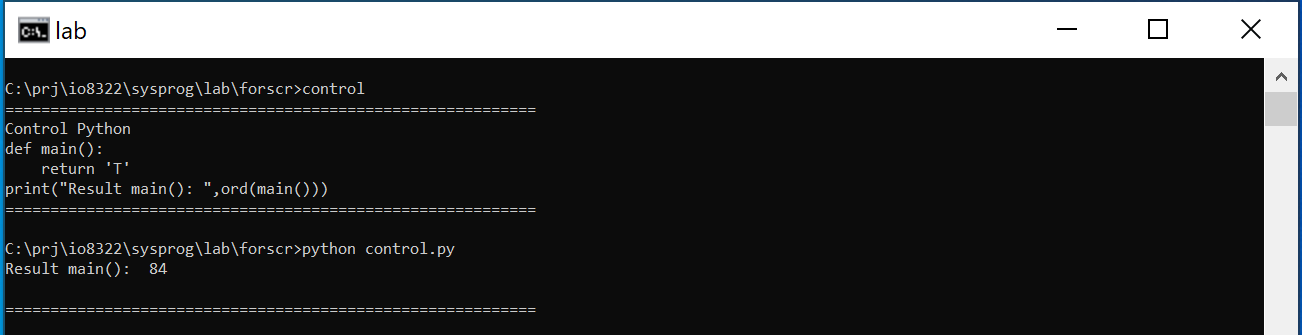 lab
C:\prj\io8322\sysprog\lab\forscr>control
===========================================================
Control Python
def main():
    return 'T'
print("Result main(): ",ord(main()))
===========================================================
C:\prj\io8322\sysprog\lab\forscr>python control.py
Result main():  84
===========================================================